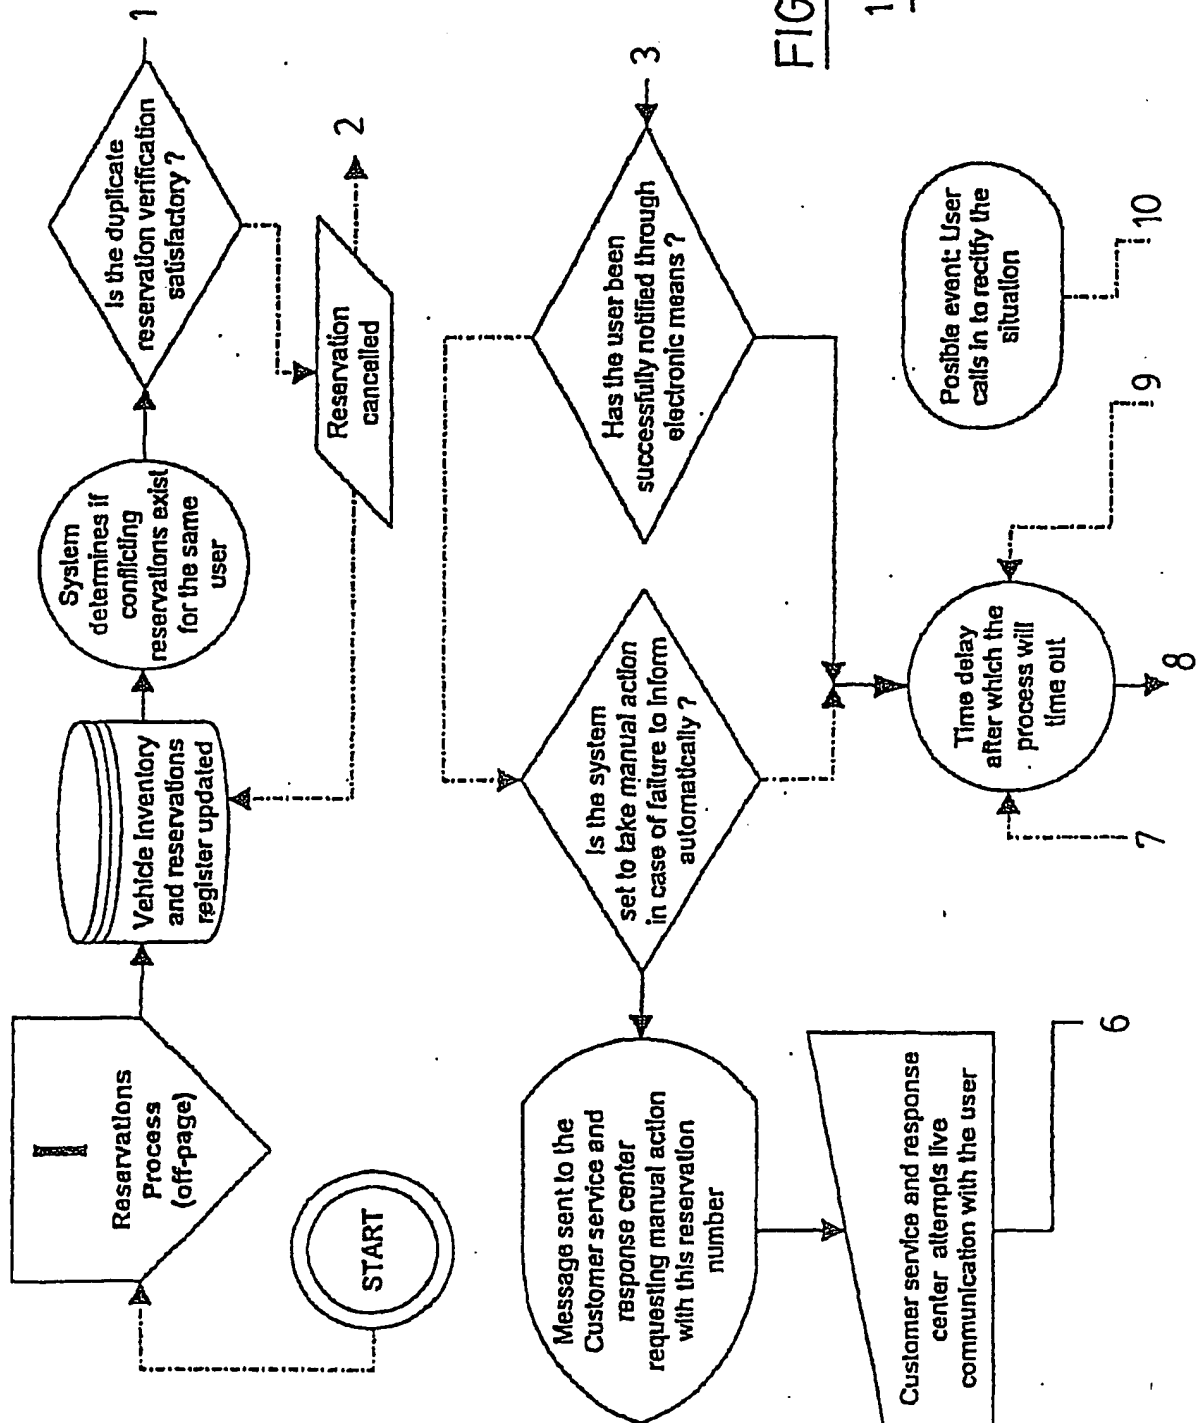 I
Reservations
Process
(off-page)
START
Vehicle Inventory
and reservations
register updated
System
determines if
conflicting
reservations exist
for the same
user
Is the duplicate
reservation verification
satisfactory ?
1
Reservation
cancelled
2
Message sent to the
Customer service and
response center
requesting manual action
with this reservation
number
Is the system
set to take manual action
in case of failure to inform
automatically ?
Has the user been
successfully notified through
electronic means ?
3
Customer service and response
center attempts live
communication with the user
6
Time delay
after which the
process will
time out
7
8
9
Posible event: User
calls in to recitfy the
situation
10
FIG
1